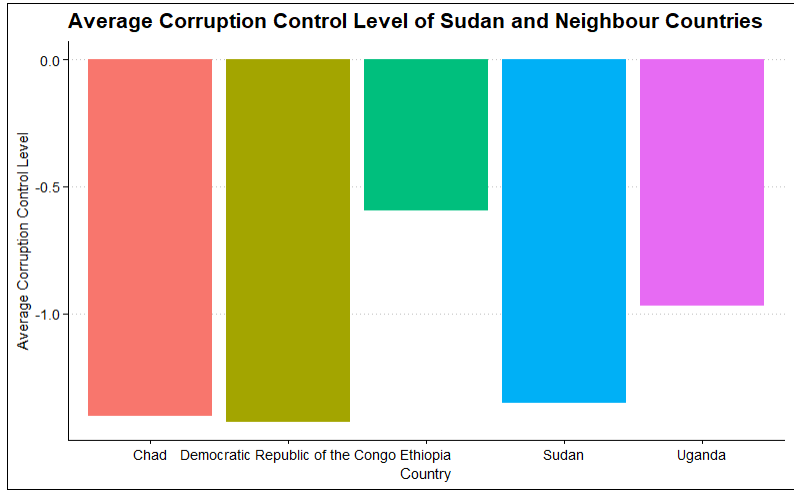 Average Corruption Control Level of Sudan and Neighbour Countries
Average Corruption Control Level
0.0
-0.5
-1.0
Chad Democratic Republic of the Congo Ethiopia Sudan Uganda
Country